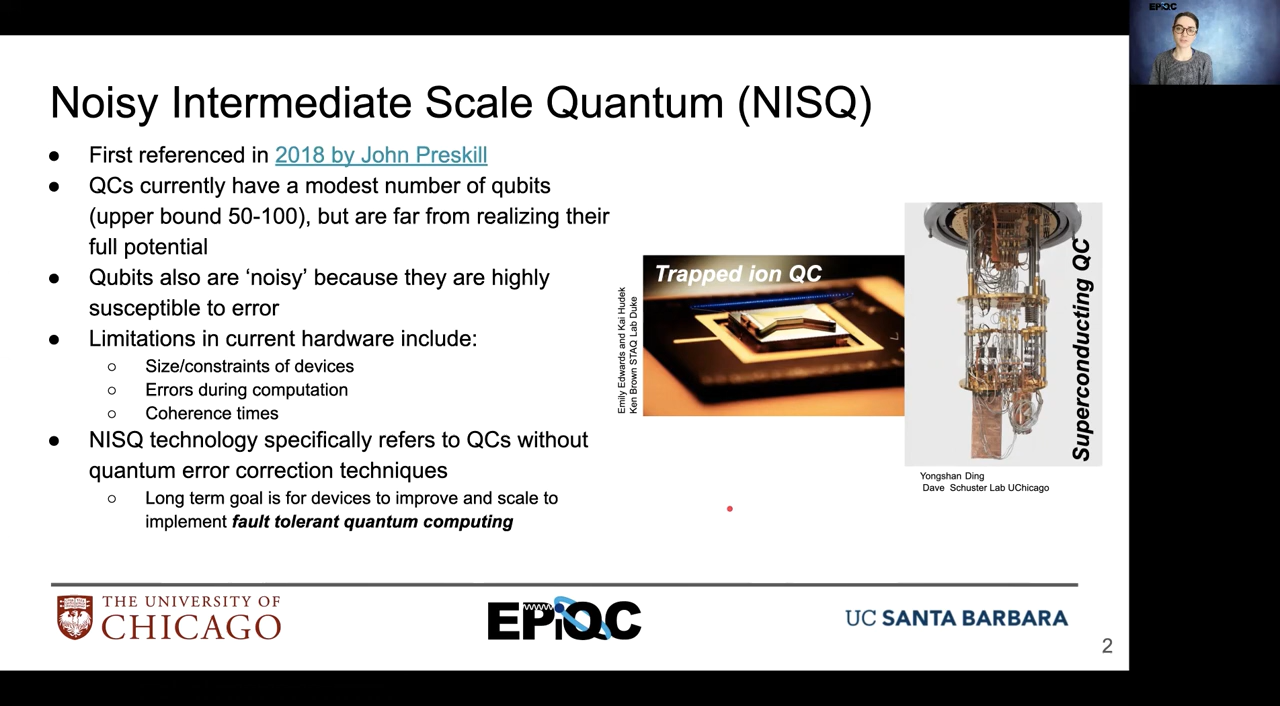 EPiQC
Noisy Intermediate Scale Quantum (NISQ)
● First referenced in 2018 by John Preskill
● QCs currently have a modest number of qubits
(upper bound 50-100), but are far from realizing their
full potential
● Qubits also are ‘noisy’ because they are highly
susceptible to error
● Limitations in current hardware include:
○ Size/constraints of devices
○ Errors during computation
○ Coherence times
● NISQ technology specifically refers to QCs without
quantum error correction techniques
○ Long term goal is for devices to improve and scale to
implement fault tolerant quantum computing
Emily Edwards and Kai Hudek
Ken Brown STAQ Lab Duke
Trapped ion QC
Superconducting QC
Yongshan Ding
Dave Schuster Lab UChicago
THE UNIVERSITY OF
CHICAGO
EPiQC
UC SANTA BARBARA
2